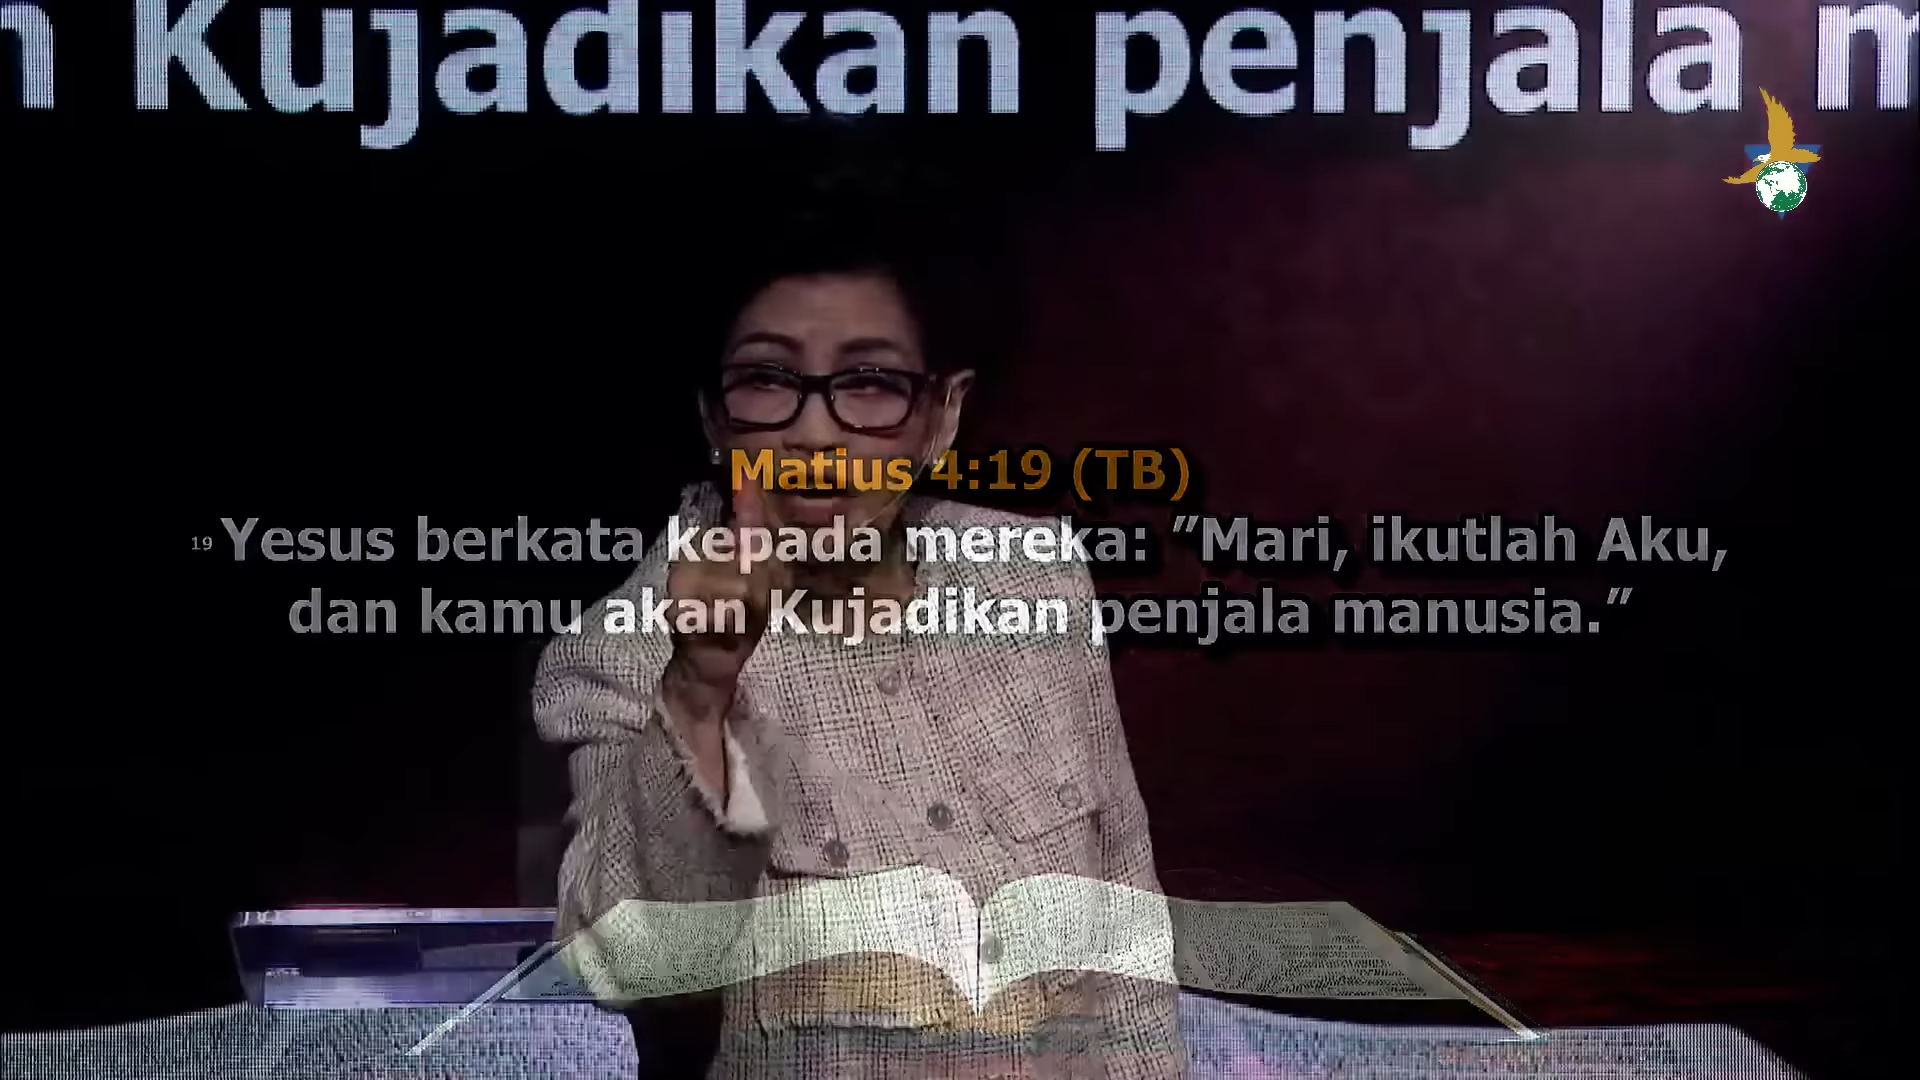 Kujadikan penjala
Matius 4:19 (TB)
19 Yesus berkata kepada mereka: ”Mari, ikutlah Aku,
dan kamu akan Kujadikan penjala manusia.”